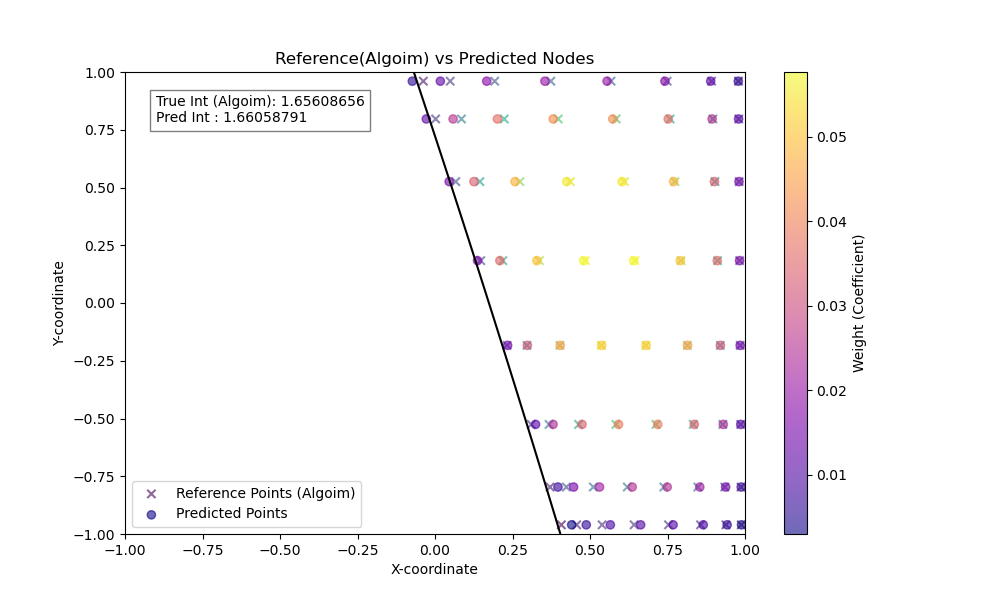 Reference(Algoim) vs Predicted Nodes
True Int (Algoim): 1.65608656
Pred Int : 1.66058791
1.00
0.75
0.50
0.25
0.00
−0.25
−0.50
−0.75
−1.00
Y-coordinate
Reference Points (Algoim)
Predicted Points
−1.00 −0.75 −0.50 −0.25 0.00 0.25 0.50 0.75 1.00
X-coordinate
0.05
0.04
0.03
0.02
0.01
Weight (Coefficient)